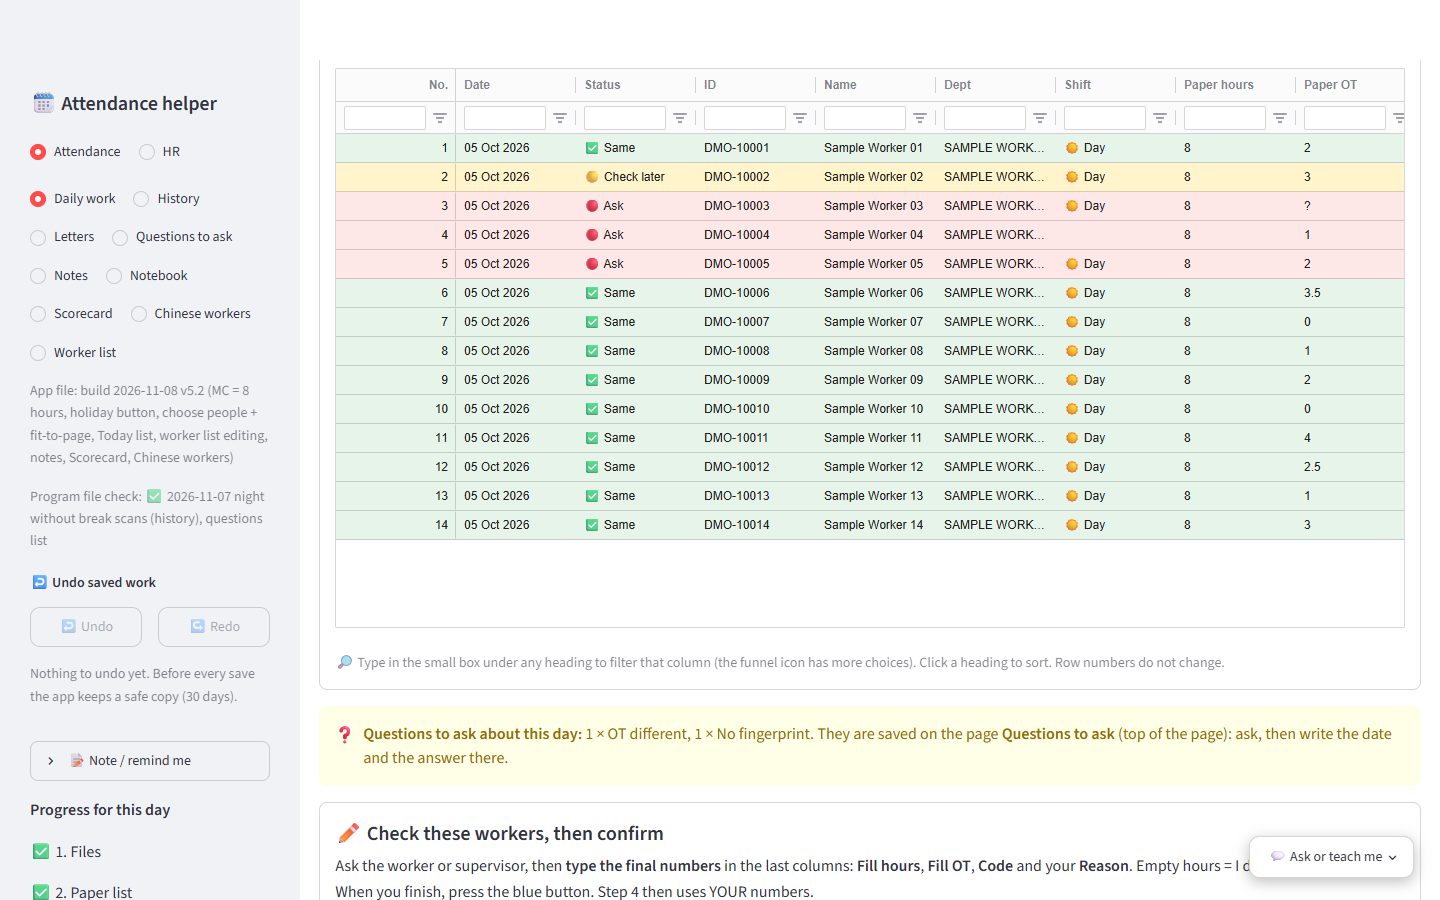 Attendance helper
Attendance HR
Daily work History
Letters Questions to ask
Notes Notebook
Scorecard Chinese workers
Worker list
App file: build 2026-11-08 v5.2 (MC = 8
hours, holiday button, choose people +
fit-to-page, Today list, worker list editing,
notes, Scorecard, Chinese workers)
Program file check: ✅ 2026-11-07 night
without break scans (history), questions
list
Undo saved work
Undo Redo
Nothing to undo yet. Before every save
the app keeps a safe copy (30 days).
Note / remind me
Progress for this day
✅ 1. Files
✅ 2. Paper list
No. Date Status ID Name Dept Shift Paper hours Paper OT
1 05 Oct 2026 ✅ Same DMO-10001 Sample Worker 01 SAMPLE WORK... Day 8 2
2 05 Oct 2026 Check later DMO-10002 Sample Worker 02 SAMPLE WORK... Day 8 3
3 05 Oct 2026 Ask DMO-10003 Sample Worker 03 SAMPLE WORK... Day 8 ?
4 05 Oct 2026 Ask DMO-10004 Sample Worker 04 SAMPLE WORK... 8 1
5 05 Oct 2026 Ask DMO-10005 Sample Worker 05 SAMPLE WORK... Day 8 2
6 05 Oct 2026 ✅ Same DMO-10006 Sample Worker 06 SAMPLE WORK... Day 8 3.5
7 05 Oct 2026 ✅ Same DMO-10007 Sample Worker 07 SAMPLE WORK... Day 8 0
8 05 Oct 2026 ✅ Same DMO-10008 Sample Worker 08 SAMPLE WORK... Day 8 1
9 05 Oct 2026 ✅ Same DMO-10009 Sample Worker 09 SAMPLE WORK... Day 8 2
10 05 Oct 2026 ✅ Same DMO-10010 Sample Worker 10 SAMPLE WORK... Day 8 0
11 05 Oct 2026 ✅ Same DMO-10011 Sample Worker 11 SAMPLE WORK... Day 8 4
12 05 Oct 2026 ✅ Same DMO-10012 Sample Worker 12 SAMPLE WORK... Day 8 2.5
13 05 Oct 2026 ✅ Same DMO-10013 Sample Worker 13 SAMPLE WORK... Day 8 1
14 05 Oct 2026 ✅ Same DMO-10014 Sample Worker 14 SAMPLE WORK... Day 8 3
Type in the small box under any heading to filter that column (the funnel icon has more choices). Click a heading to sort. Row numbers do not change.
❓ Questions to ask about this day: 1 × OT different, 1 × No fingerprint. They are saved on the page Questions to ask (top of the page): ask, then write the date
and the answer there.
Check these workers, then confirm
Ask the worker or supervisor, then type the final numbers in the last columns: Fill hours, Fill OT, Code and your Reason. Empty hours = I
When you finish, press the blue button. Step 4 then uses YOUR numbers.
Ask or teach me